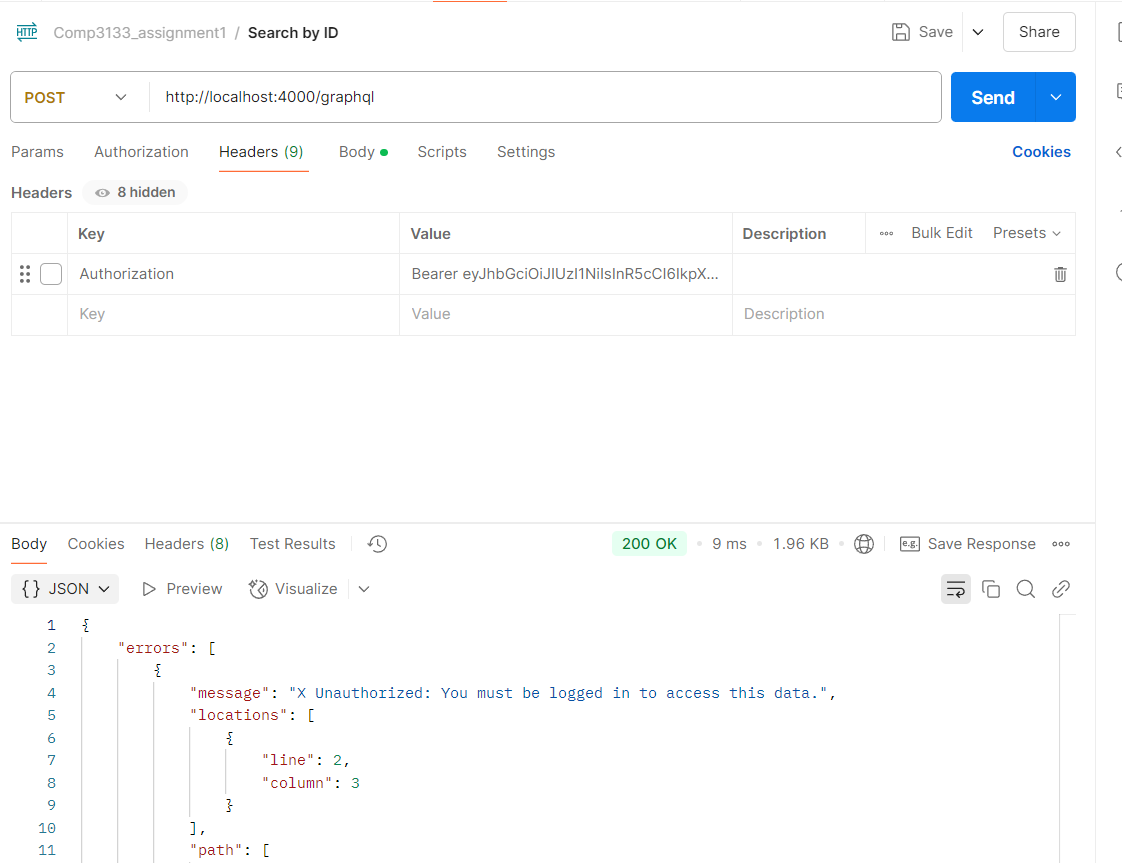 HTTP Comp3133_assignment1 / Search by ID Save Share
POST http://localhost:4000/graphql Send
Params Authorization Headers (9) Body Scripts Settings Cookies
Headers 8 hidden
Key Value Description Bulk Edit Presets
Authorization Bearer eyJhbGciOiJIUzI1NiIsInR5cCI6IkpX...
Key Value Description
Body Cookies Headers (8) Test Results 200 OK 9 ms 1.96 KB e.g. Save Response
{} JSON Preview Visualize
1 {
2 "errors": [
3 {
4 "message": "X Unauthorized: You must be logged in to access this data.",
5 "locations": [
6 {
7 "line": 2,
8 "column": 3
9 }
10 ],
11 "path": [